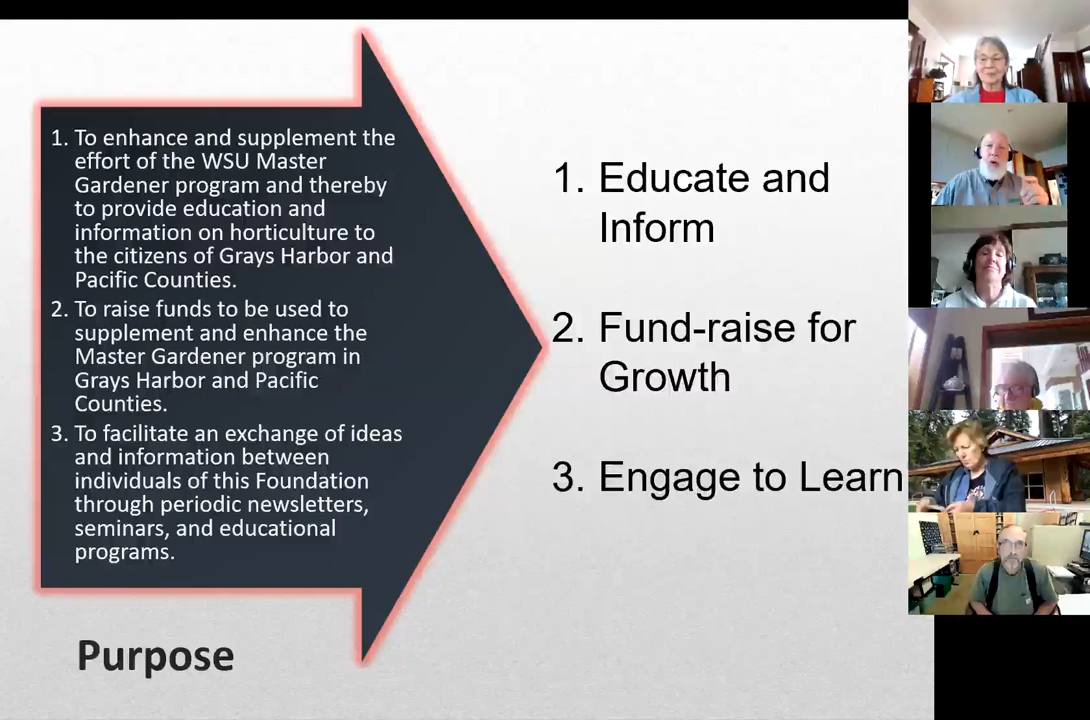 1. To enhance and supplement the
effort of the WSU Master
Gardener program and thereby
to provide education and
information on horticulture to
the citizens of Grays Harbor and
Pacific Counties.
2. To raise funds to be used to
supplement and enhance the
Master Gardener program in
Grays Harbor and Pacific
Counties.
3. To facilitate an exchange of ideas
and information between
individuals of this Foundation
through periodic newsletters,
seminars, and educational
programs.
Purpose
1. Educate and
Inform
2. Fund-raise for
Growth
3. Engage to Learn